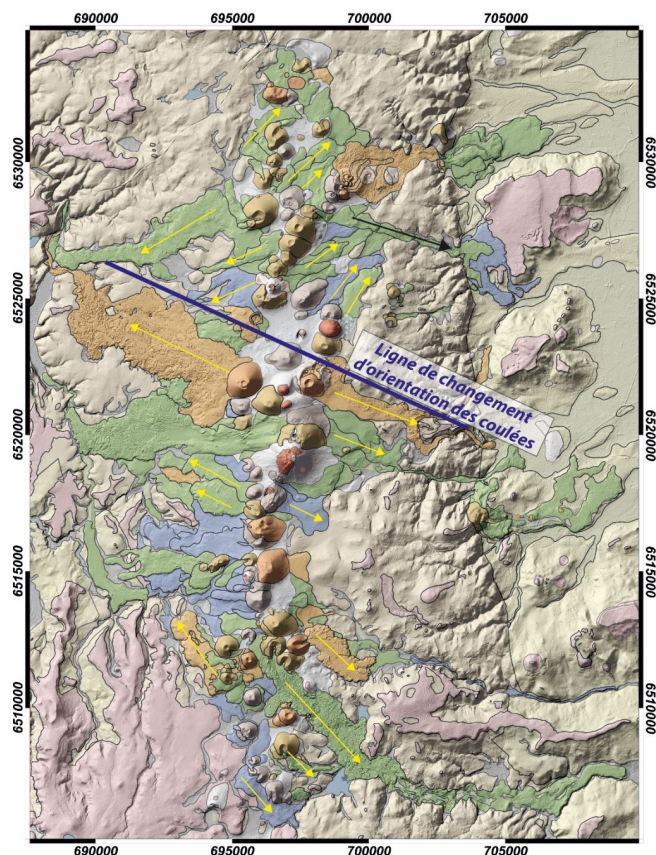 690000 695000 700000 705000
6530000 6530000
6525000 6525000
Ligne de changement
d'orientation des coulées
6520000 6520000
6515000 6515000
6510000 6510000
690000 695000 700000 705000